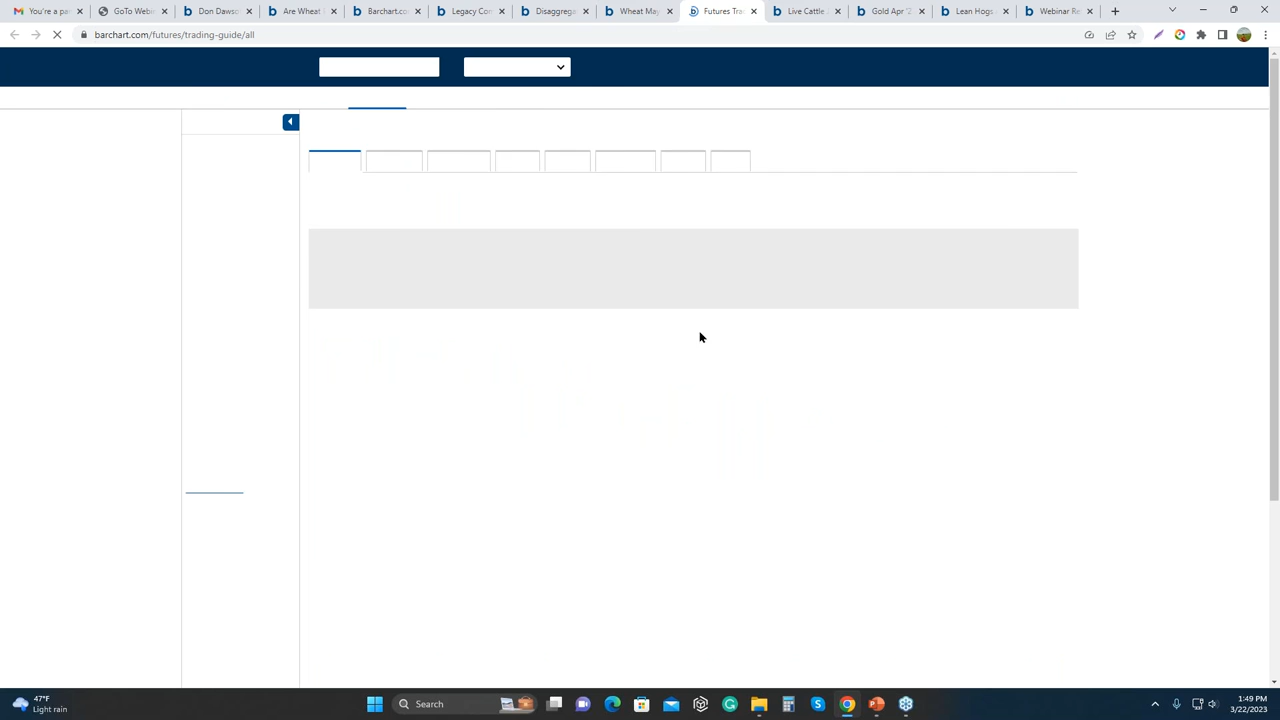 You're a pa
GoTo Webi
Don Dawso
Are Wheat
Barchart.co
Legacy Com
Disaggrega
Wheat May
Futures Tra
Live Cattle J
Gold Apr '2
Lean Hogs
Webinar Re
barchart.com/futures/trading-guide/all
47°F
Light rain
Search
1:49 PM
3/22/2023